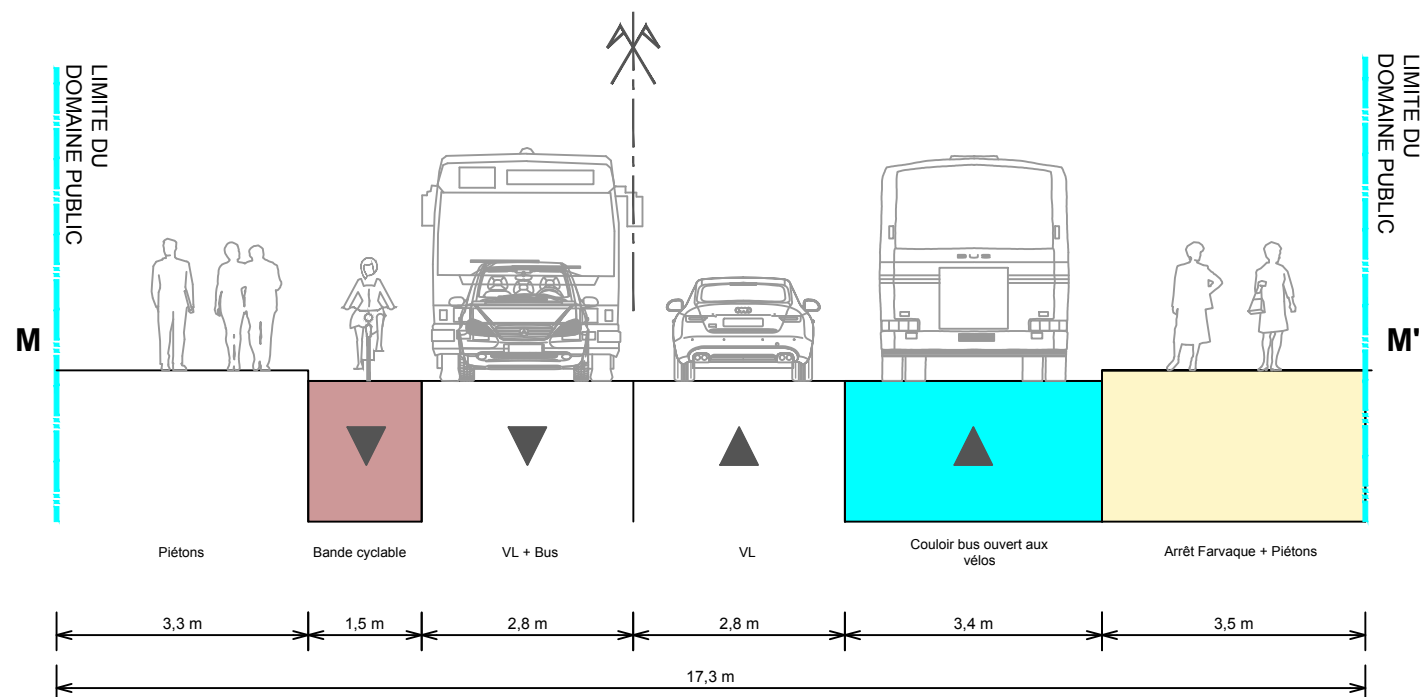 LIMITE DU
DOMAINE PUBLIC
LIMITE DU
DOMAINE PUBLIC
M
M'
Piétons
Bande cyclable
VL + Bus
VL
Couloir bus ouvert aux
vélos
Arrêt Farvaque + Piétons
3,3 m
1,5 m
2,8 m
2,8 m
3,4 m
3,5 m
17,3 m